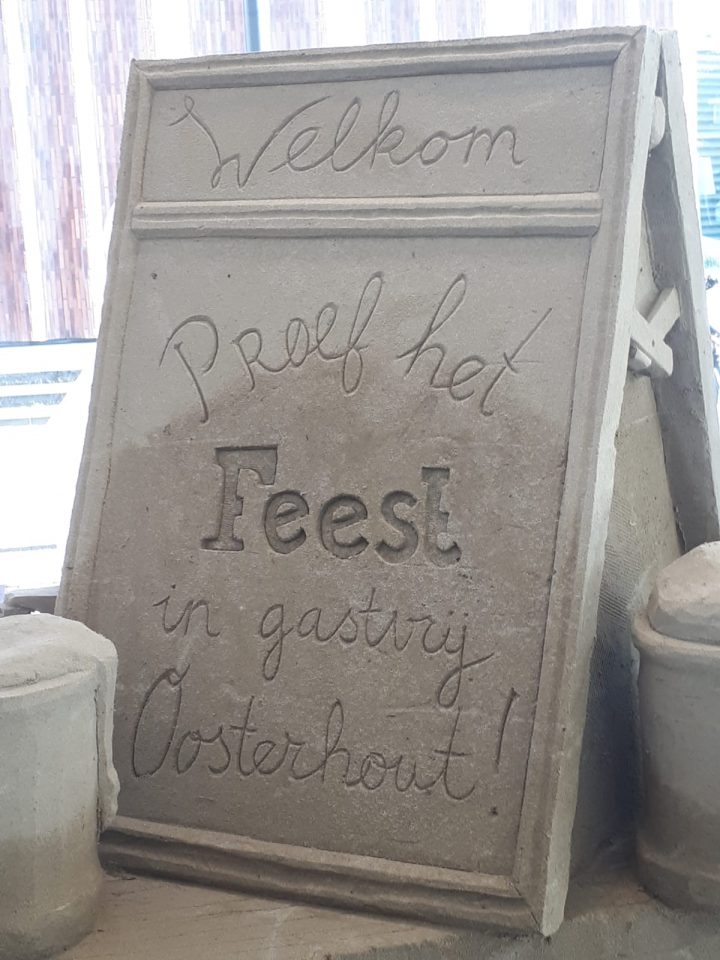 Welkom
Proef het
Feest
in gastvrij
Oosterhout!